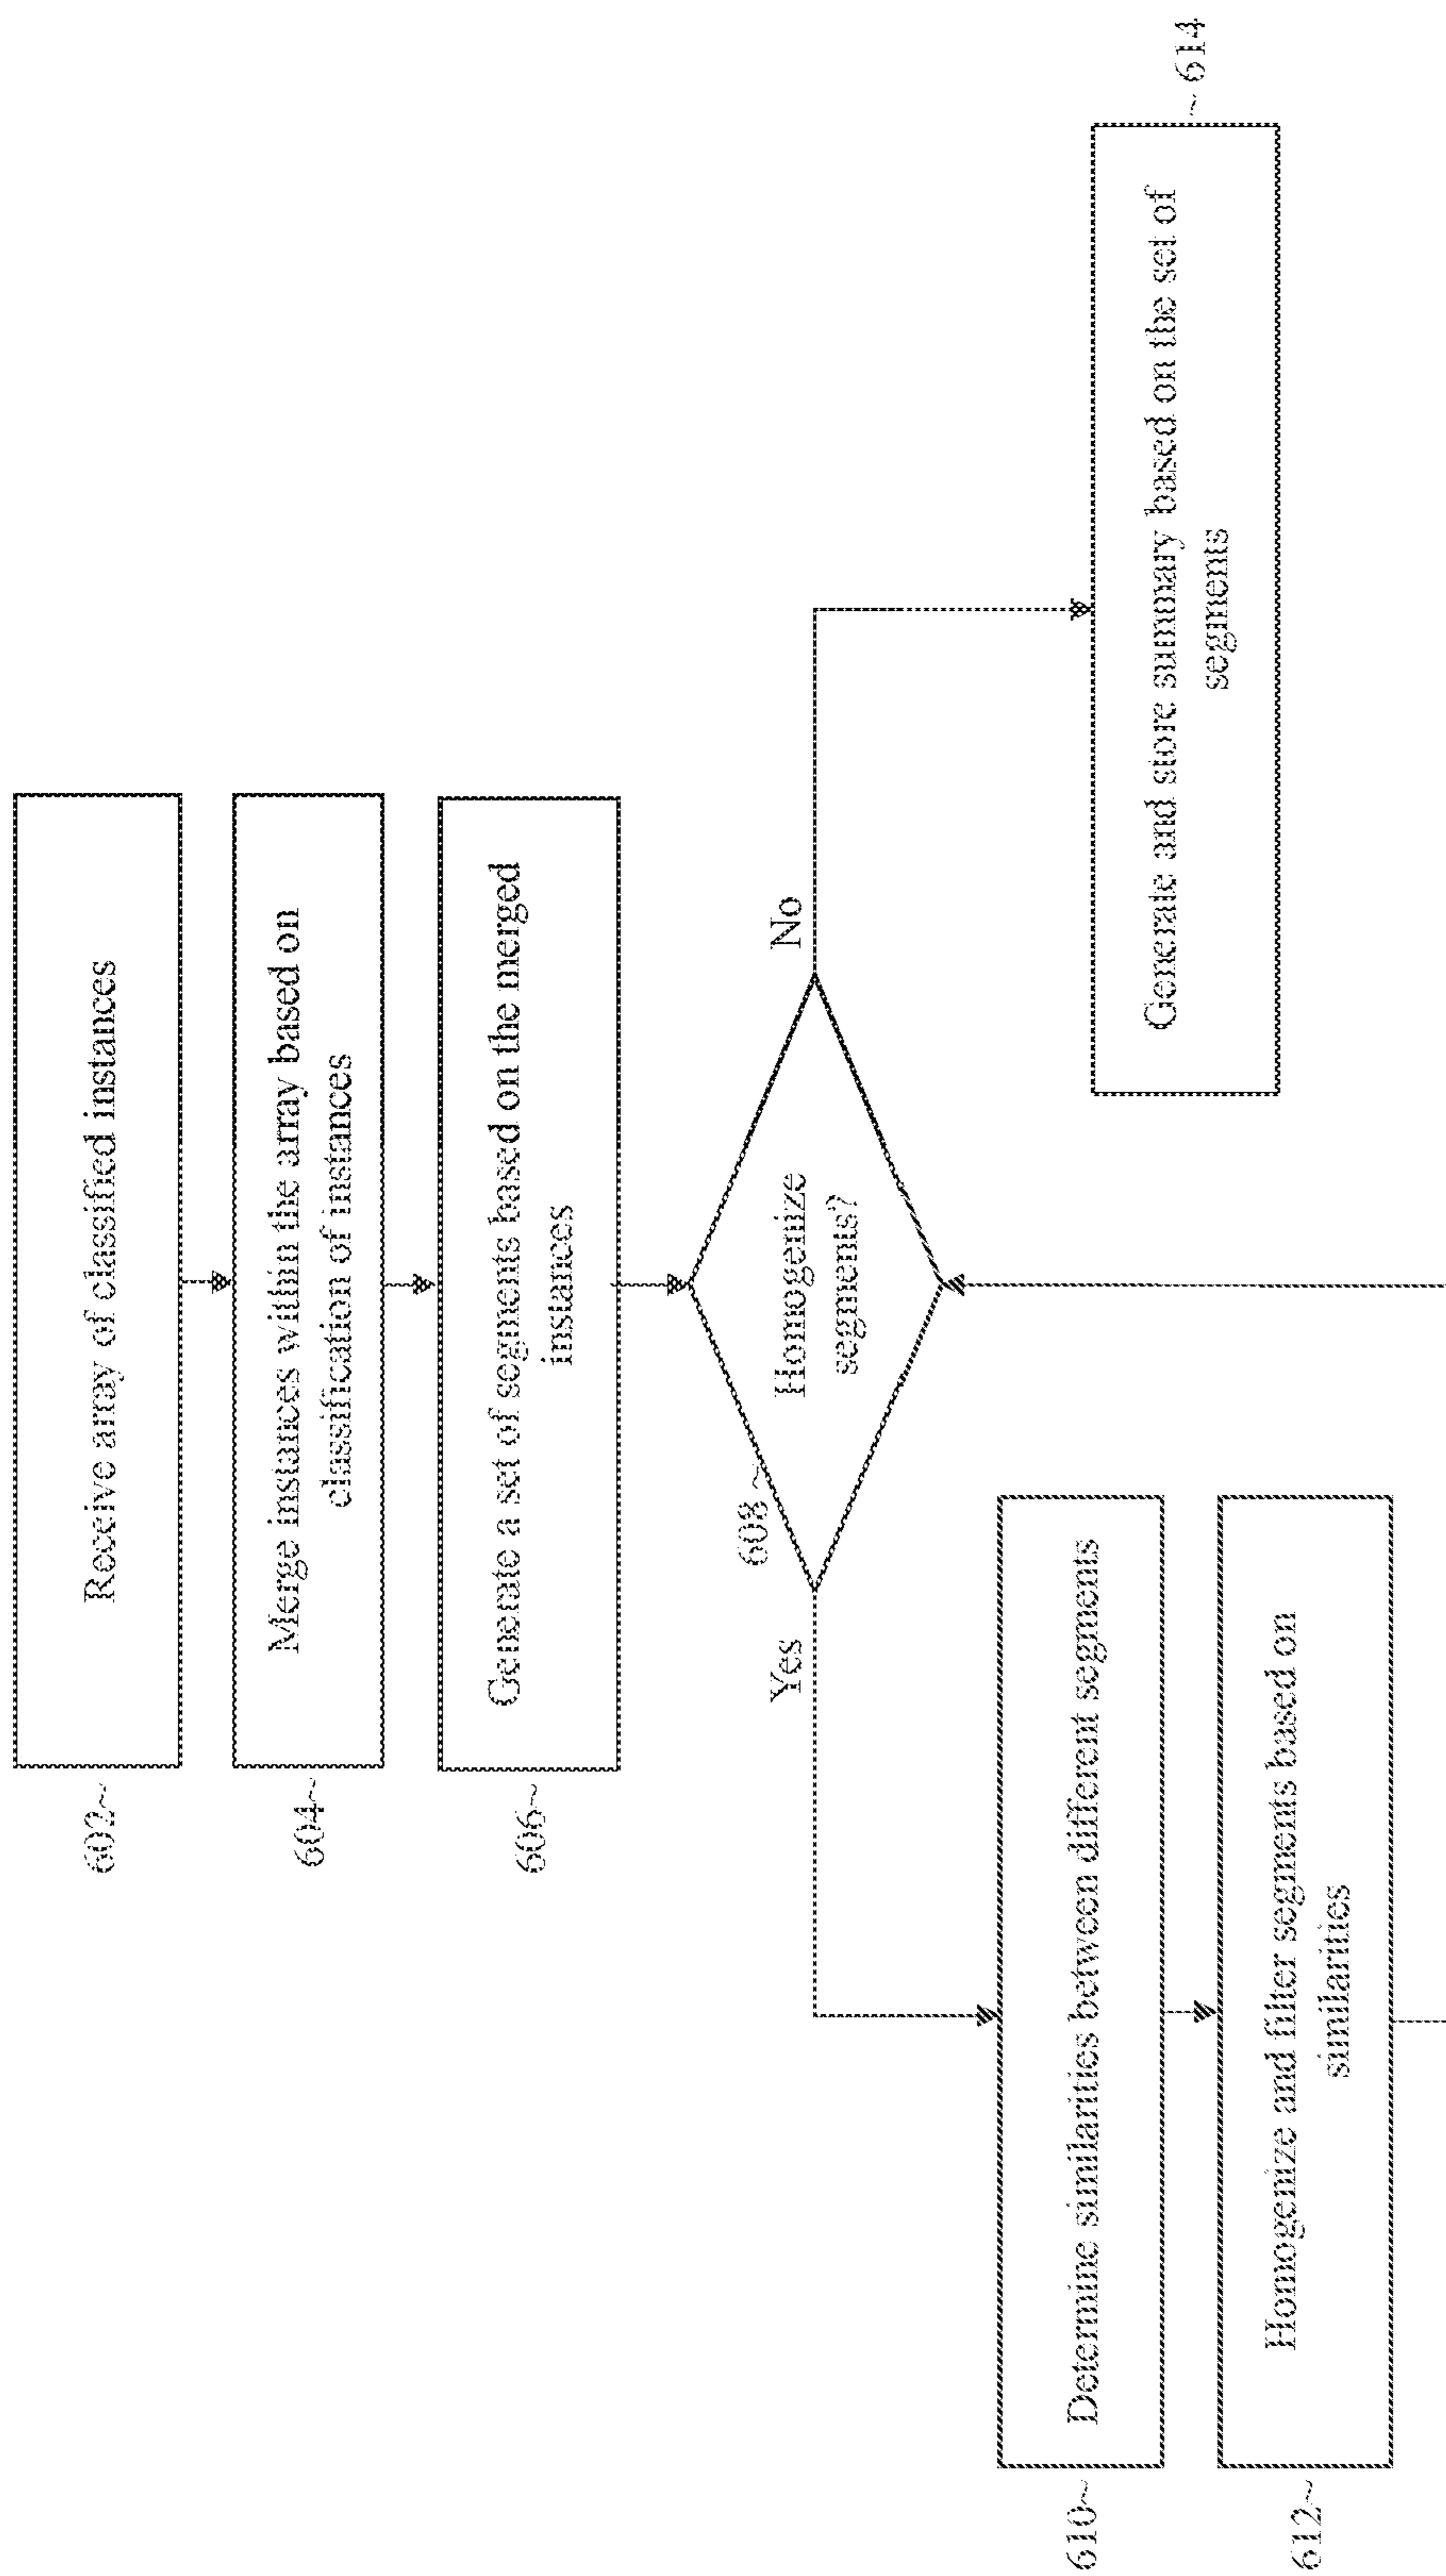 602~
Receive array of classified instances
604~
Merge instances within the array based on
classification of instances
606~
Generate a set of segments based on the merged
instances
608~
Homogenize
segments?
Yes
No
610~
Determine similarities between different segments
612~
Homogenize and filter segments based on
similarities
Generate and store summary based on the set of
segments
~614